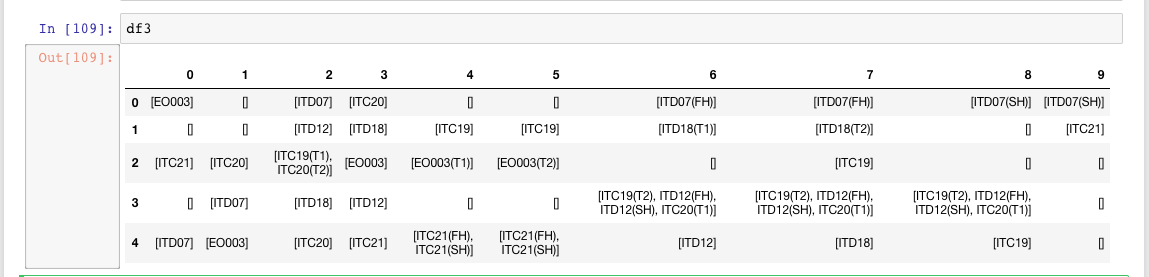 In [109]: df3
Out[109]:
0 1 2 3 4 5 6 7 8 9
0 [EO003] [] [ITD07] [ITC20] [] [] [ITD07(FH)] [ITD07(FH)] [ITD07(SH)] [ITD07(SH)]
1 [] [] [ITD12] [ITD18] [ITC19] [ITC19] [ITD18(T1)] [ITD18(T2)] [] [ITC21]
2 [ITC21] [ITC20] [ITC19(T1), ITC20(T2)] [EO003] [EO003(T1)] [EO003(T2)] [] [ITC19] [] []
3 [] [ITD07] [ITD18] [ITD12] [] [] [ITC19(T2), ITD12(FH), ITD12(SH), ITC20(T1)] [ITC19(T2), ITD12(FH), ITD12(SH), ITC20(T1)] [ITC19(T2), ITD12(FH), ITD12(SH), ITC20(T1)] []
4 [ITD07] [EO003] [ITC20] [ITC21] [ITC21(FH), ITC21(SH)] [ITC21(FH), ITC21(SH)] [ITD12] [ITD18] [ITC19] []